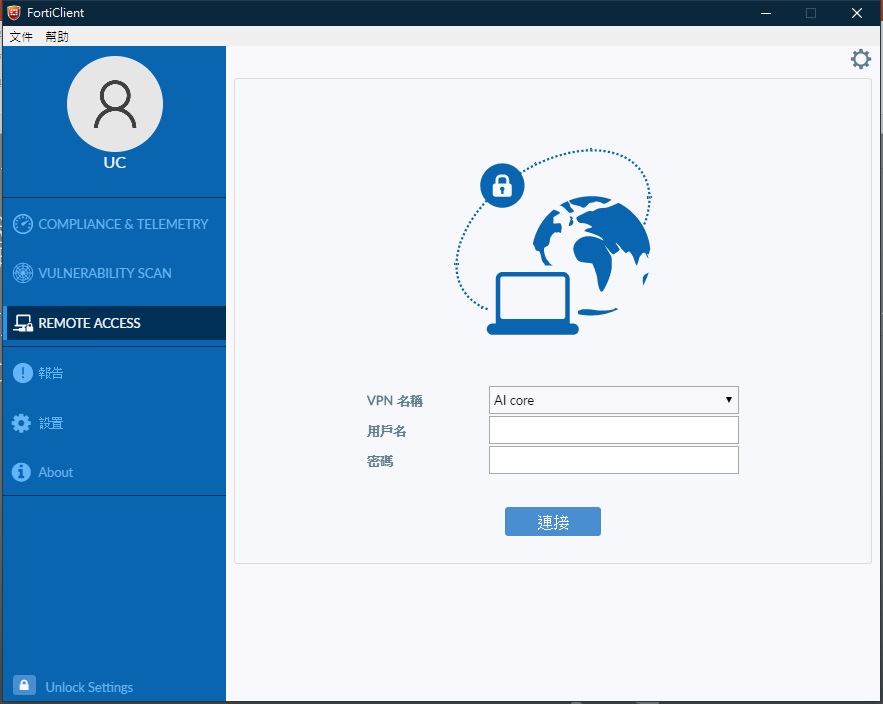 FortiClient
文件 幫助
UC
COMPLIANCE & TELEMETRY
VULNERABILITY SCAN
REMOTE ACCESS
報告
設置
About
Unlock Settings
VPN 名稱 AI core
用戶名
密碼
連接